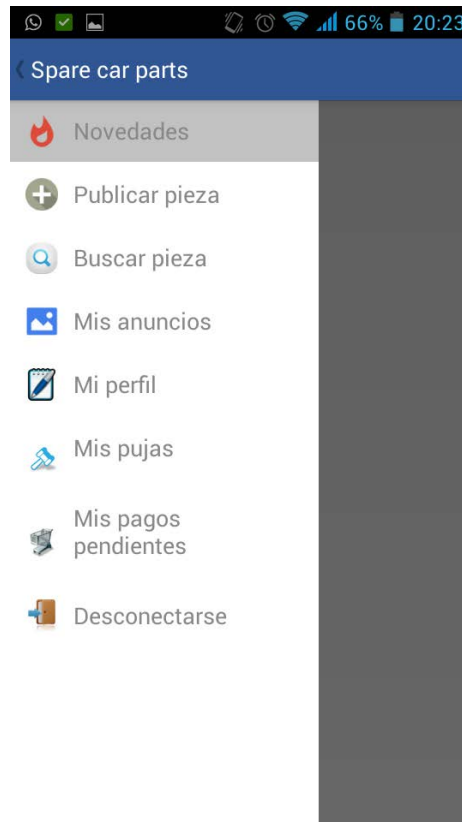 66% 20:23
Spare car parts
Novedades
Publicar pieza
Buscar pieza
Mis anuncios
Mi perfil
Mis pujas
Mis pagos
pendientes
Desconectarse